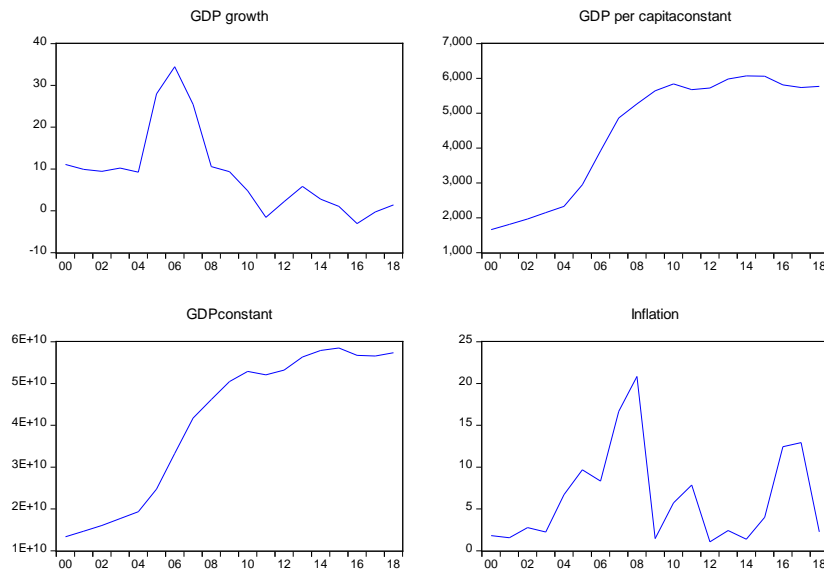 GDP growth
40
30
20
10
0
-10
00 02 04 06 08 10 12 14 16 18
GDP per capitaconstant
7,000
6,000
5,000
4,000
3,000
2,000
1,000
00 02 04 06 08 10 12 14 16 18
GDPconstant
6E+10
5E+10
4E+10
3E+10
2E+10
1E+10
00 02 04 06 08 10 12 14 16 18
Inflation
25
20
15
10
5
0
00 02 04 06 08 10 12 14 16 18